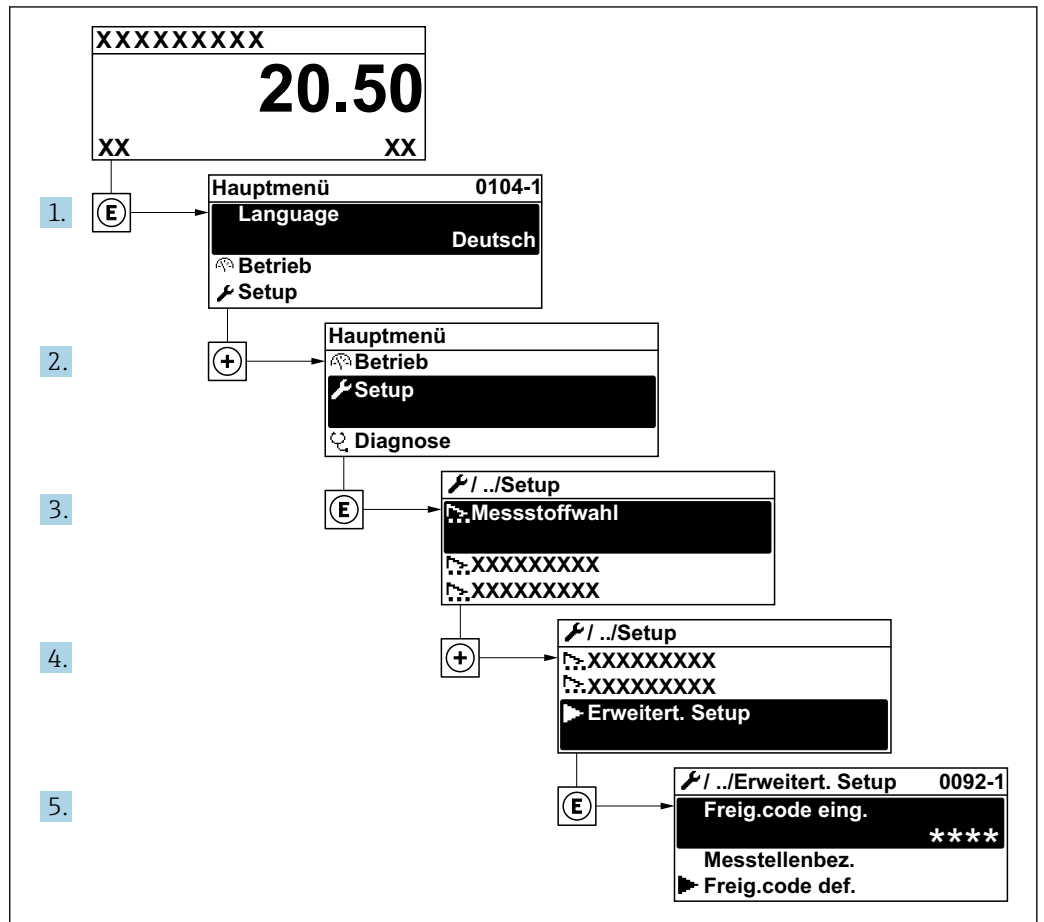 XXXXXXXXX
20.50
XX XX
1. E
Hauptmenü 0104-1
Language
Deutsch
Betrieb
Setup
2. +
Hauptmenü
Betrieb
Setup
Diagnose
3. E
/ ../Setup
Messstoffwahl
XXXXXXXXX
XXXXXXXXX
4. +
/ ../Setup
XXXXXXXXX
XXXXXXXXX
Erweitert. Setup
5. E
/ ../Erweitert. Setup 0092-1
Freig.code eing.
****
Messtellenbez.
Freig.code def.